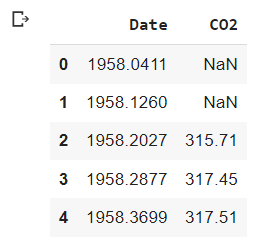 Date CO2
0 1958.0411 NaN
1 1958.1260 NaN
2 1958.2027 315.71
3 1958.2877 317.45
4 1958.3699 317.51